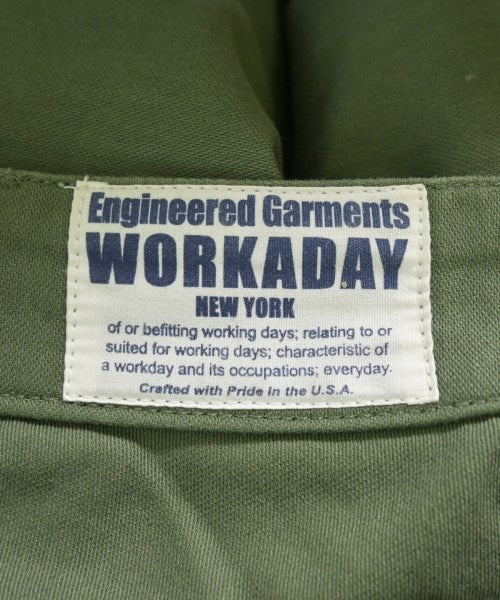 Engineered Garments
WORKADAY
NEW YORK
of or befitting working days; relating to or
suited for working days; characteristic of
a workday and its occupations; everyday.
Crafted with Pride In the U.S.A.